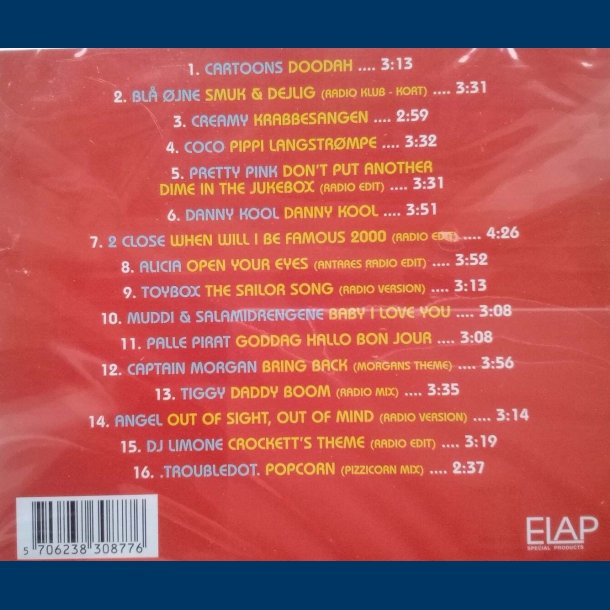 1. CARTOONS DOODAH .... 3:13
2. BLÅ ØJNE SMUK & DEJLIG (RADIO KLUB - KORT) .... 3:31
3. CREAMY KRABBESANGEN .... 2:59
4. COCO PIPPI LANGSTRØMPE .... 3:32
5. PRETTY PINK DON'T PUT ANOTHER
DIME IN THE JUKEBOX (RADIO EDIT) .... 3:31
6. DANNY KOOL DANNY KOOL .... 3:51
7. 2 CLOSE WHEN WILL I BE FAMOUS 2000 (RADIO EDIT) .... 4:26
8. ALICIA OPEN YOUR EYES (ANTARES RADIO EDIT) .... 3:52
9. TOYBOX THE SAILOR SONG (RADIO VERSION) .... 3:13
10. MUDDI & SALAMIDRENGENE BABY I LOVE YOU .... 3:08
11. PALLE PIRAT GODDAG HALLO BON JOUR .... 3:08
12. CAPTAIN MORGAN BRING BACK (MORGANS THEME) .... 3:56
13. TIGGY DADDY BOOM (RADIO MIX) .... 3:35
14. ANGEL OUT OF SIGHT, OUT OF MIND (RADIO VERSION) .... 3:14
15. DJ LIMONE CROCKETT'S THEME (RADIO EDIT) .... 3:19
16. .TROUBLEDOT. POPCORN (PIZZICORN MIX) .... 2:37
5 706238 308776
ELAP
SPECIAL PRODUCTS